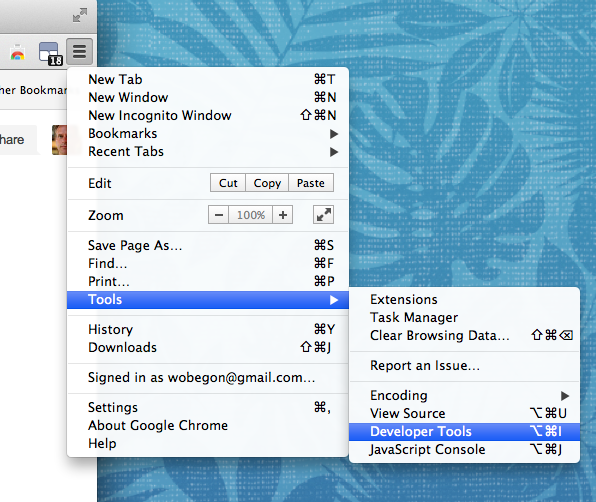 18
her Bookmar
hare
New Tab ⌘T
New Window ⌘N
New Incognito Window ⇧⌘N
Bookmarks ▶
Recent Tabs ▶
Edit Cut Copy Paste
Zoom − 100% +
Save Page As... ⌘S
Find... ⌘F
Print... ⌘P
Tools ▶
History ⌘Y
Downloads ⇧⌘J
Signed in as wobegon@gmail.com...
Settings ⌘,
About Google Chrome
Help
Extensions
Task Manager
Clear Browsing Data... ⇧⌘⌫
Report an Issue...
Encoding ▶
View Source ⌥⌘U
Developer Tools ⌥⌘I
JavaScript Console ⌥⌘J